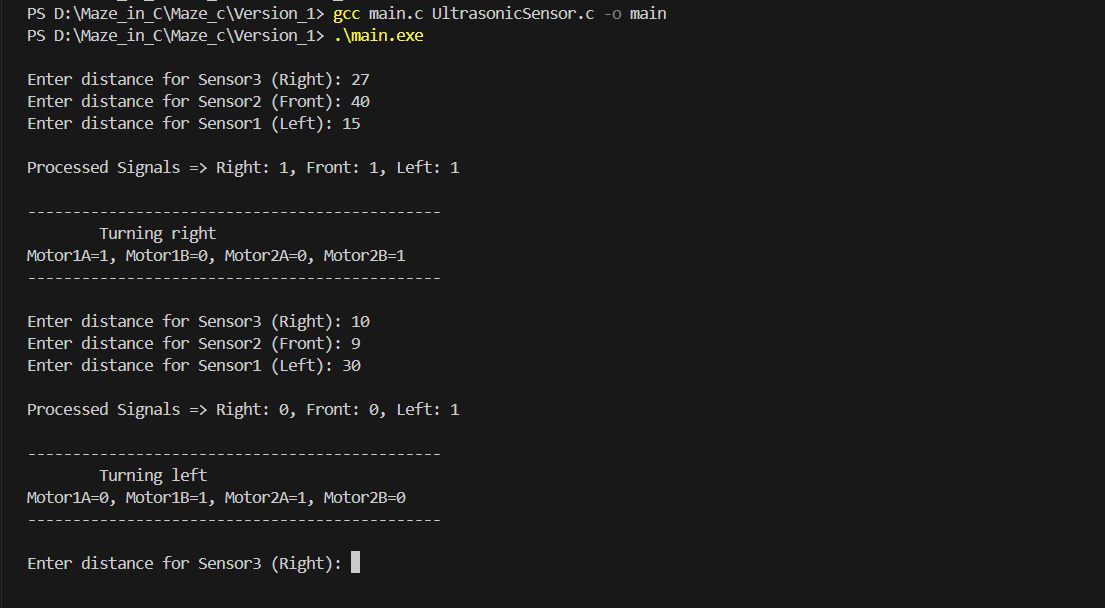 PS D:\Maze_in_C\Maze_c\Version_1> gcc main.c UltrasonicSensor.c -o main
PS D:\Maze_in_C\Maze_c\Version_1> .\main.exe
Enter distance for Sensor3 (Right): 27
Enter distance for Sensor2 (Front): 40
Enter distance for Sensor1 (Left): 15
Processed Signals => Right: 1, Front: 1, Left: 1
----------------------------------------------
Turning right
Motor1A=1, Motor1B=0, Motor2A=0, Motor2B=1
----------------------------------------------
Enter distance for Sensor3 (Right): 10
Enter distance for Sensor2 (Front): 9
Enter distance for Sensor1 (Left): 30
Processed Signals => Right: 0, Front: 0, Left: 1
----------------------------------------------
Turning left
Motor1A=0, Motor1B=1, Motor2A=1, Motor2B=0
----------------------------------------------
Enter distance for Sensor3 (Right):